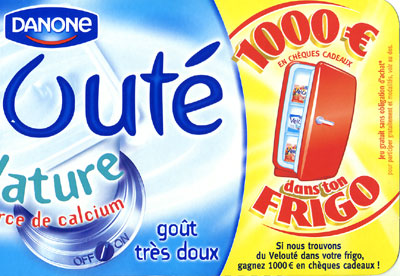 DANONE
outé
Nature
rce de calcium
OFF / ON
goût
très doux
1000 €
EN CHÈQUES CADEAUX
dans ton
FRIGO
Si nous trouvons
du Velouté dans votre frigo,
gagnez 1000€ en chèques cadeaux !
Jeu gratuit sans obligation d'achat*
pour participer gratuitement et modalités, voir au dos.